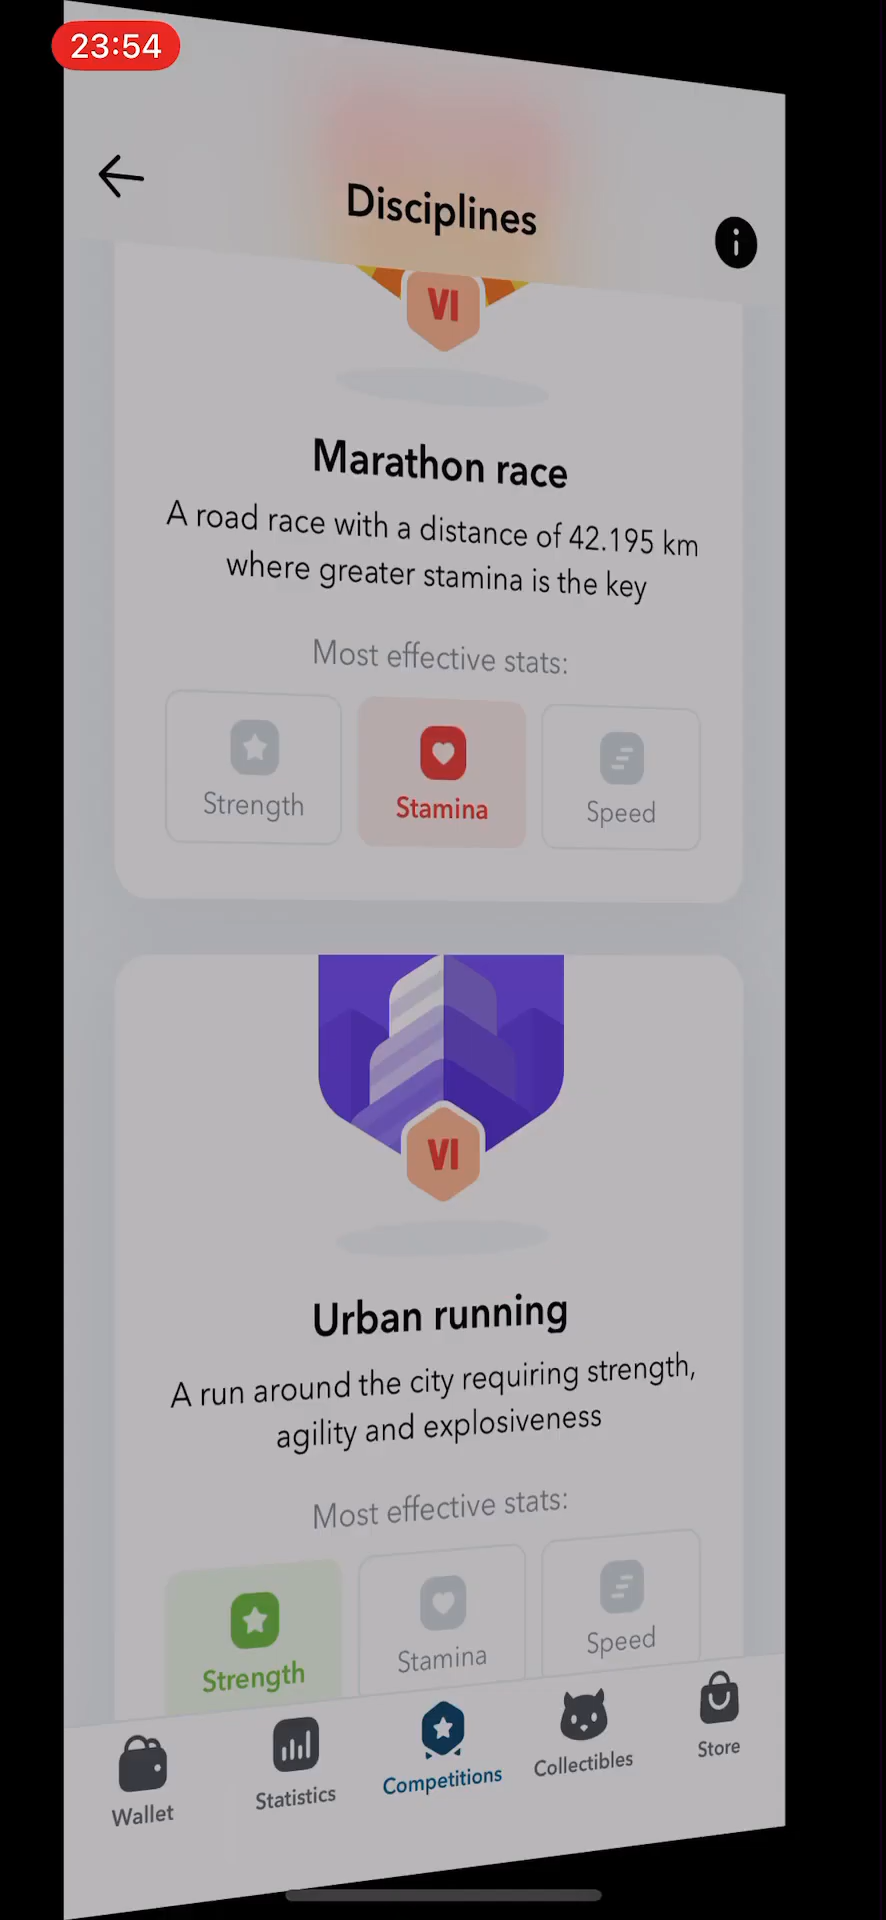 23:54
Disciplines
VI
Marathon race
A road race with a distance of 42.195 km
where greater stamina is the key
Most effective stats:
Strength
Stamina
Speed
VI
Urban running
A run around the city requiring strength,
agility and explosiveness
Most effective stats:
Strength
Stamina
Speed
Wallet
Statistics
Competitions
Collectibles
Store